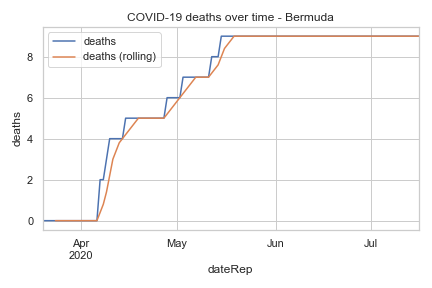 COVID-19 deaths over time - Bermuda
deaths
deaths (rolling)
deaths
8
6
4
2
0
Apr
2020
May
Jun
Jul
dateRep